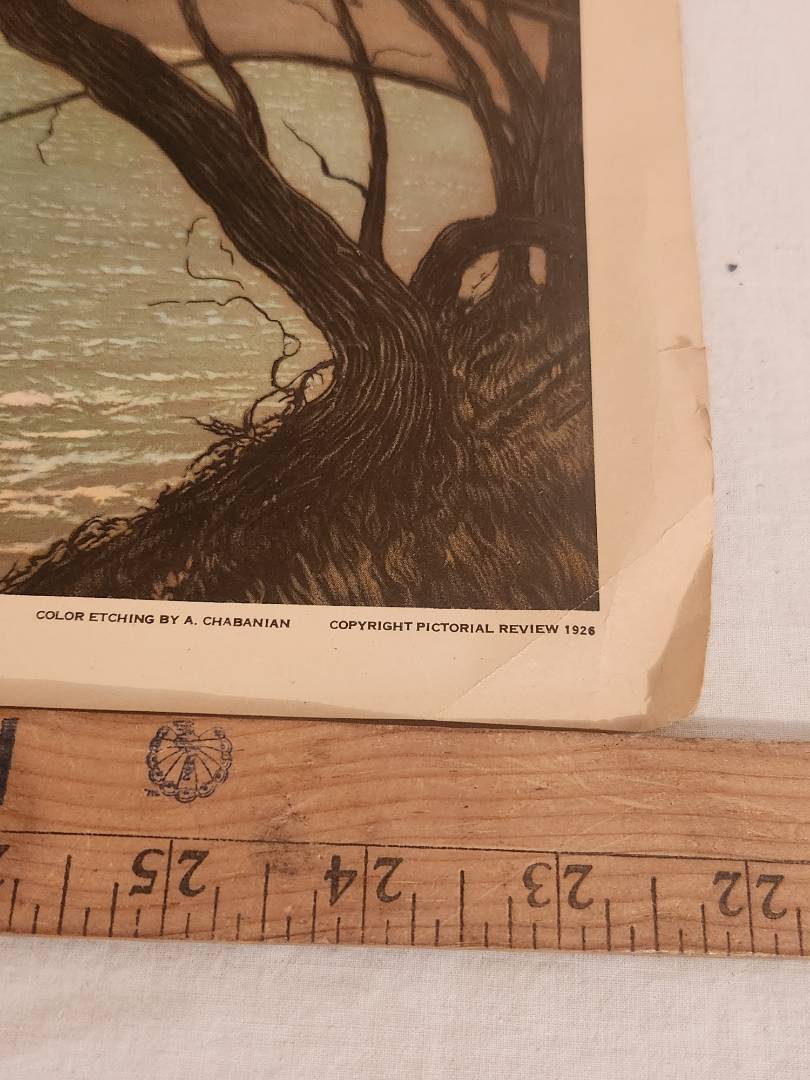 COLOR ETCHING BY A. CHABANIAN COPYRIGHT PICTORIAL REVIEW 1926
25 24 23 22